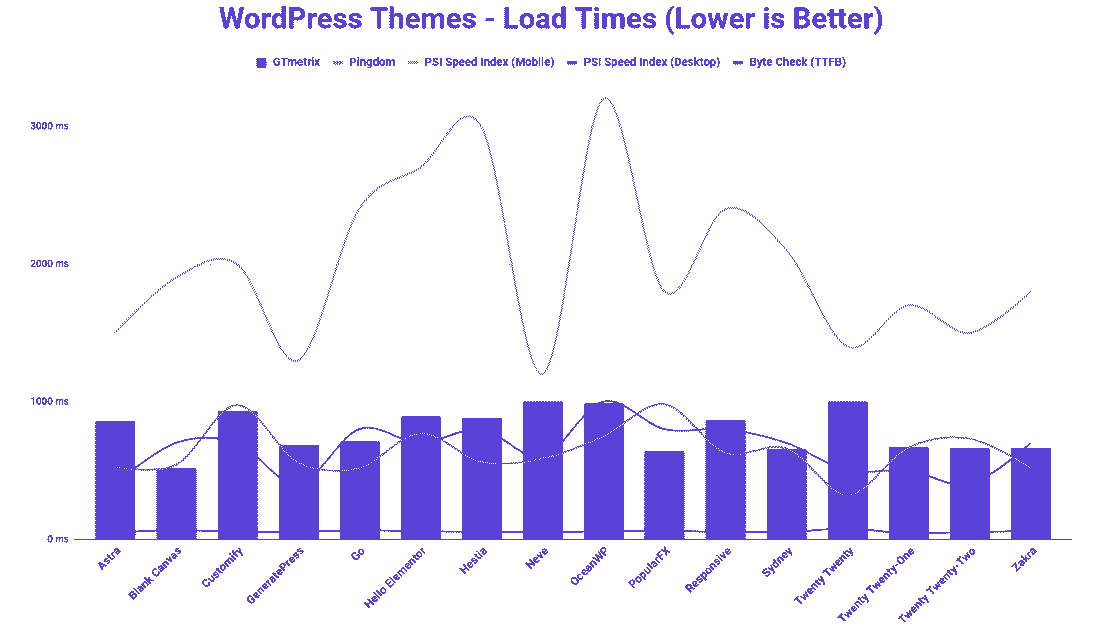 WordPress Themes - Load Times (Lower is Better)
GTmetrix Pingdom PSI Speed Index (Mobile) PSI Speed Index (Desktop) Byte Check (TTFB)
3000 ms
2000 ms
1000 ms
0 ms
Astra
Blank Canvas
Customify
GeneratePress
Go
Hello Elementor
Hestia
Neve
OceanWP
PopularFX
Responsive
Sydney
Twenty Twenty
Twenty Twenty-One
Twenty Twenty-Two
Zakra